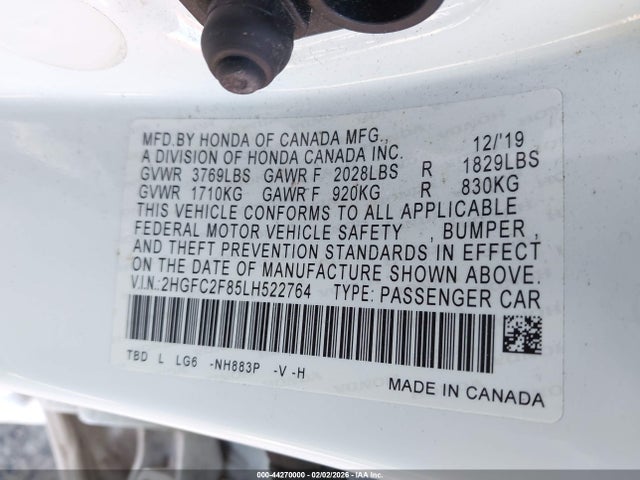 MFD.BY HONDA OF CANADA MFG., 12/'19
A DIVISION OF HONDA CANADA INC.
GVWR 3769LBS GAWR F 2028LBS R 1829LBS
GVWR 1710KG GAWR F 920KG R 830KG
THIS VEHICLE CONFORMS TO ALL APPLICABLE
FEDERAL MOTOR VEHICLE SAFETY , BUMPER ,
AND THEFT PREVENTION STANDARDS IN EFFECT
ON THE DATE OF MANUFACTURE SHOWN ABOVE.
V.I.N.:2HGFC2F85LH522764 TYPE: PASSENGER CAR
TBD L LG6 -NH883P -V -H
MADE IN CANADA
000-44270000 - 02/02/2026 - IAA Inc.